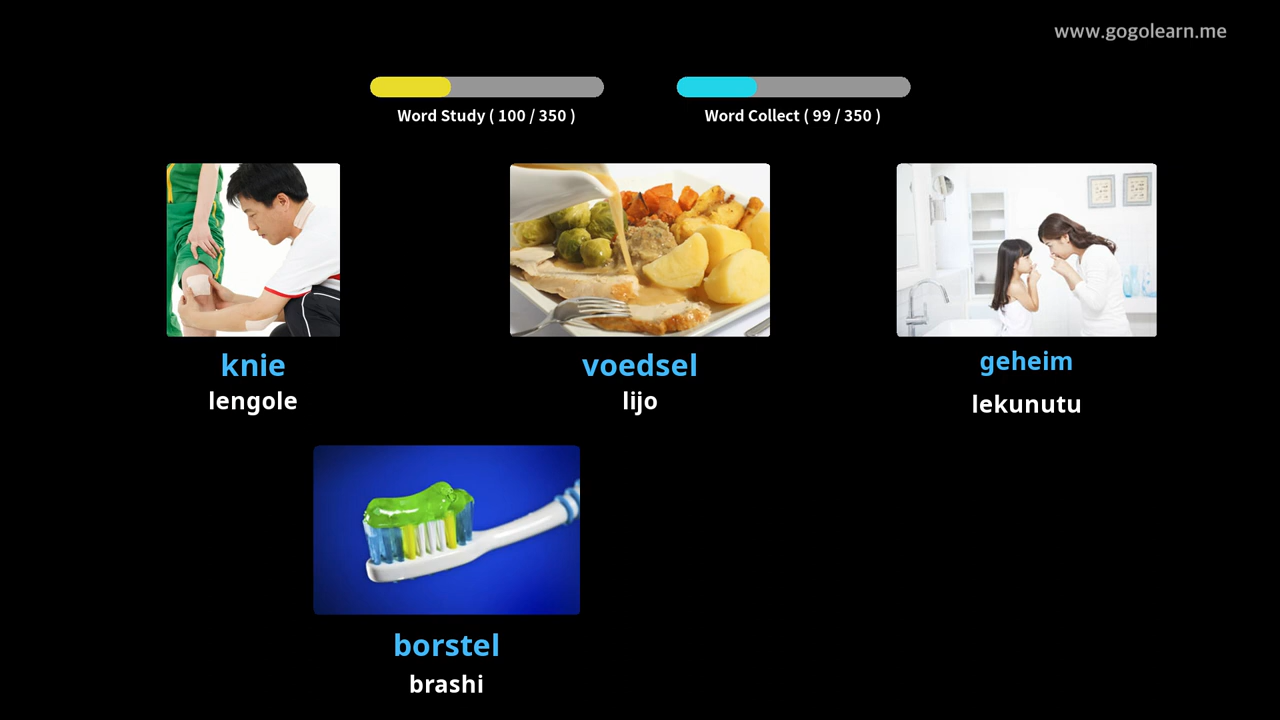 www.gogolearn.me
Word Study ( 100 / 350 )
Word Collect ( 99 / 350 )
knie
lengole
voedsel
lijo
geheim
lekunutu
borstel
brashi